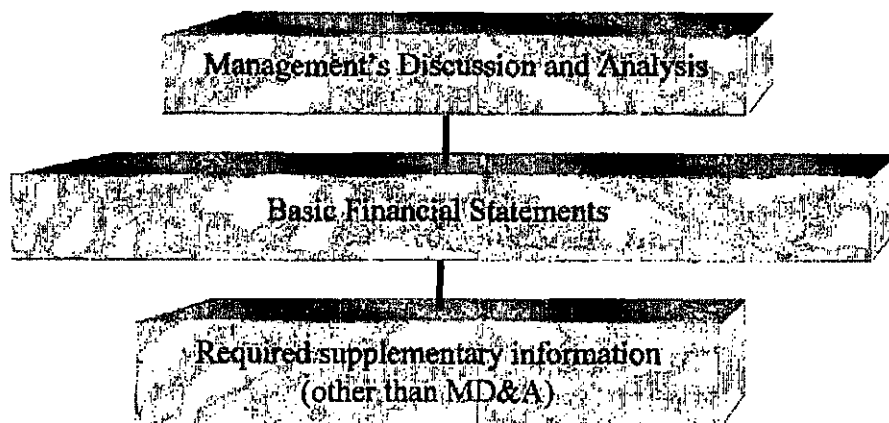 Management's Discussion and Analysis
Basic Financial Statements
Required supplementary information
(other than MD&A)